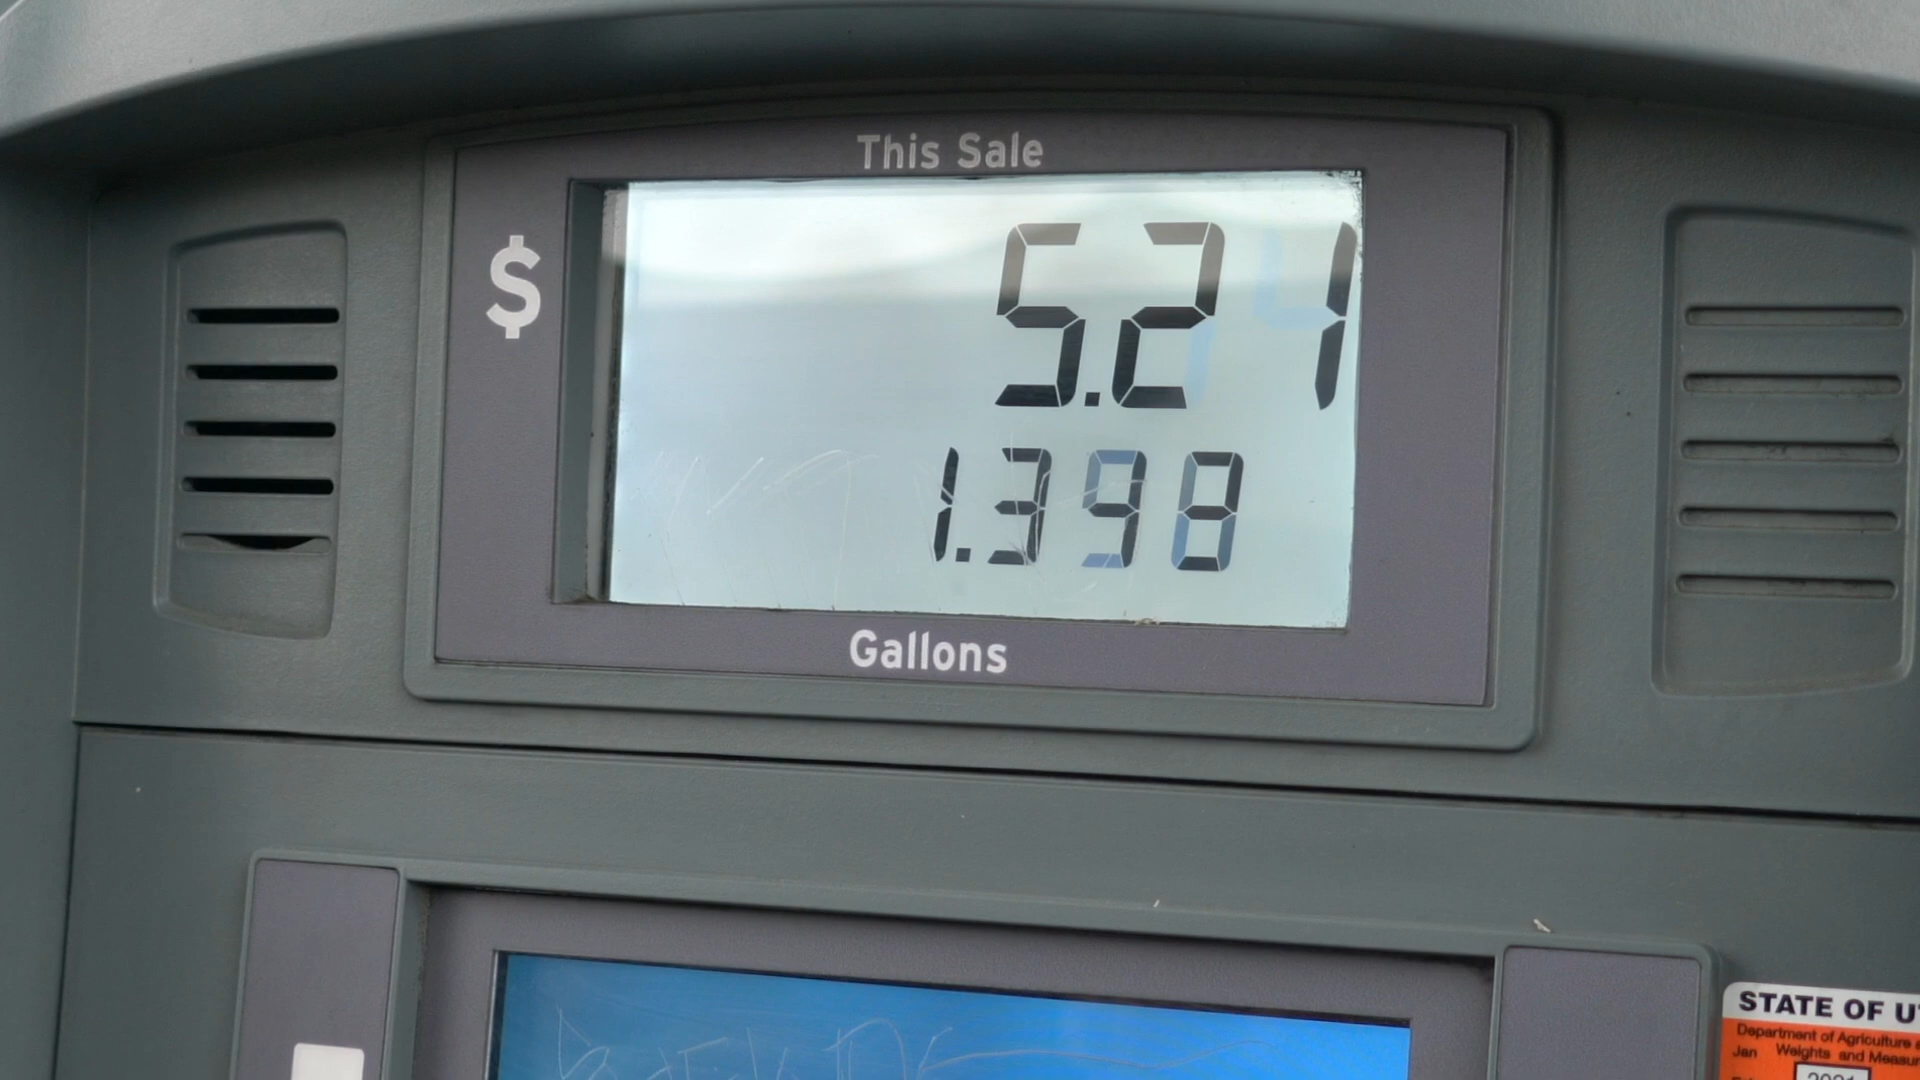 This Sale
$ 5.21
1.398
Gallons
STATE OF U
Department of Agriculture
Jan Weights and Measur